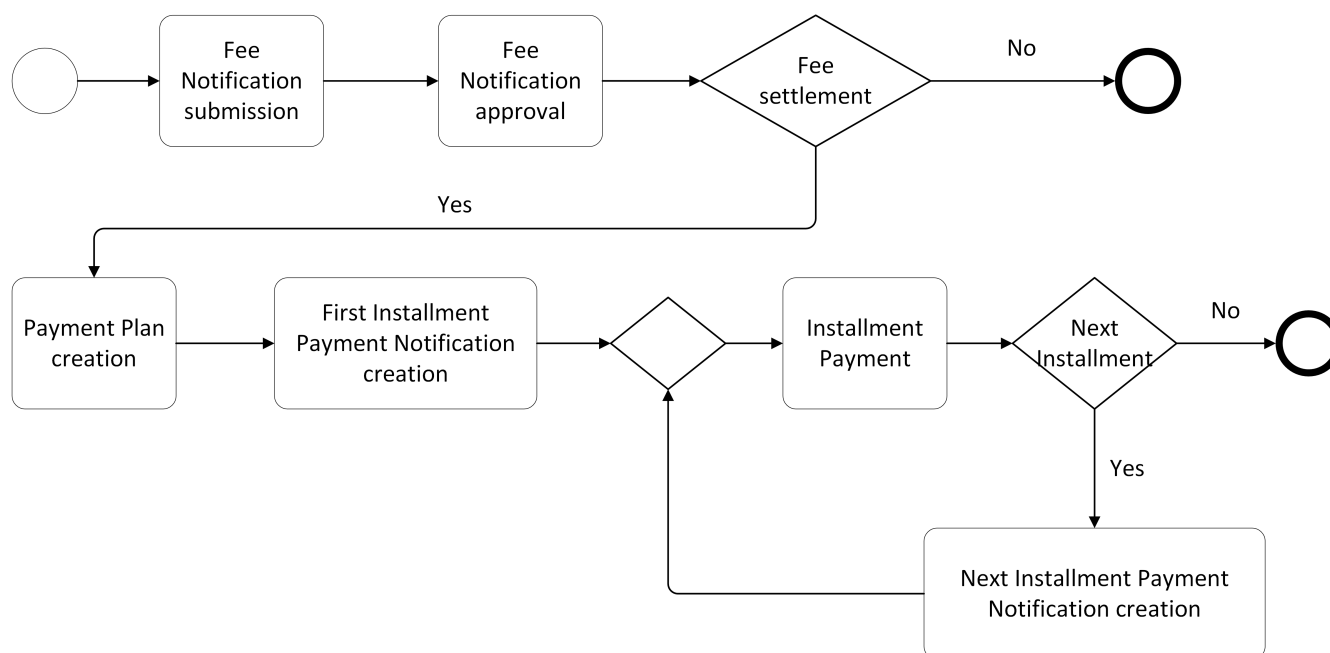 Fee
Notification
submission
Fee
Notification
approval
Fee
settlement
No
Yes
Payment Plan
creation
First Installment
Payment Notification
creation
Installment
Payment
Next
Installment
No
Yes
Next Installment Payment
Notification creation